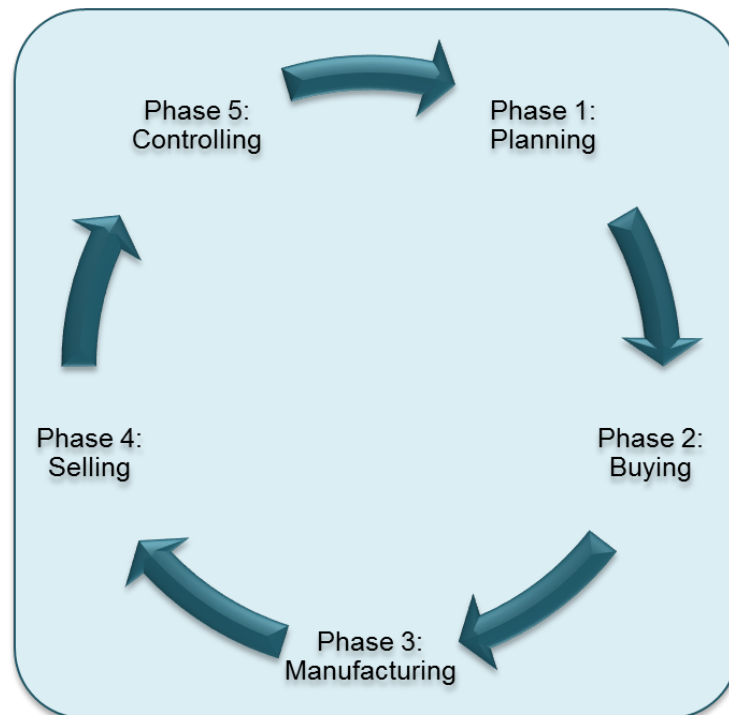 Phase 1:
Planning
Phase 2:
Buying
Phase 3:
Manufacturing
Phase 4:
Selling
Phase 5:
Controlling